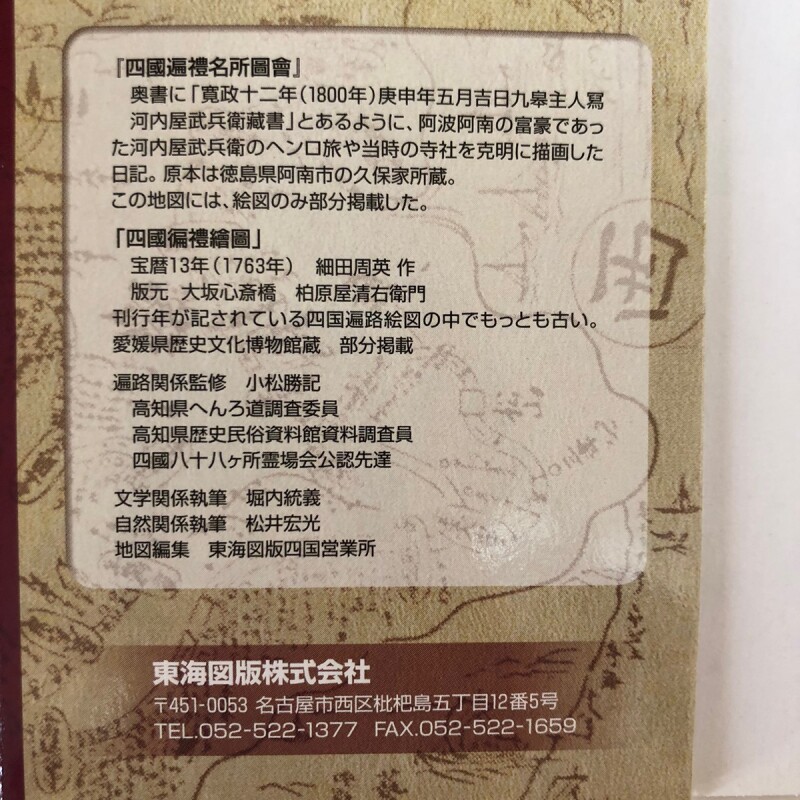 『四國遍禮名所圖會』
奥書に「寛政十二年(1800年)庚申年五月吉日九皋主人冩
河内屋武兵衛藏書」とあるように、阿波阿南の富豪であっ
た河内屋武兵衛のヘンロ旅や当時の寺社を克明に描画した
日記。原本は徳島県阿南市の久保家所蔵。
この地図には、絵図のみ部分掲載した。
「四國徧禮繪圖」
宝暦13年(1763年) 細田周英 作
版元 大坂心斎橋 柏原屋清右衛門
刊行年が記されている四国遍路絵図の中でもっとも古い。
愛媛県歴史文化博物館蔵 部分掲載
遍路関係監修 小松勝記
高知県へんろ道調査委員
高知県歴史民俗資料館資料調査員
四國八十八ヶ所霊場会公認先達
文学関係執筆 堀内統義
自然関係執筆 松井宏光
地図編集 東海図版四国営業所
東海図版株式会社
〒451-0053 名古屋市西区枇杷島五丁目12番5号
TEL.052-522-1377 FAX.052-522-1659